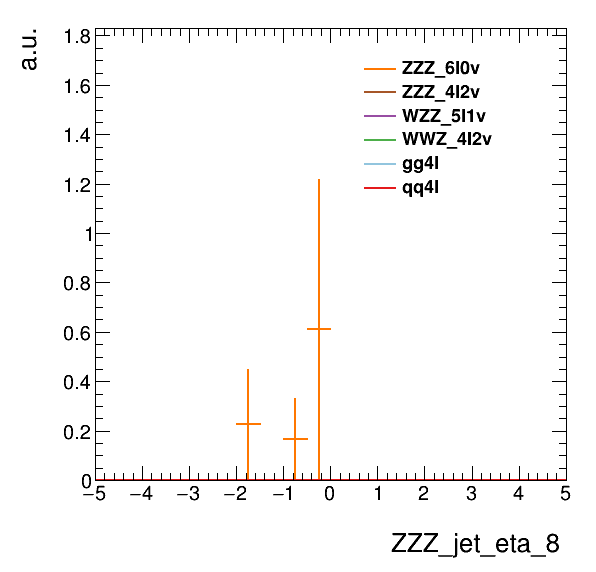 a.u.
1.8
1.6
1.4
1.2
1
0.8
0.6
0.4
0.2
0
ZZZ_6l0v
ZZZ_4l2v
WZZ_5l1v
WWZ_4l2v
gg4l
qq4l
−5 −4 −3 −2 −1 0 1 2 3 4 5
ZZZ_jet_eta_8